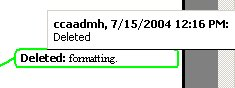 ccaadmh, 7/15/2004 12:16 PM:
Deleted
Deleted: formatting.